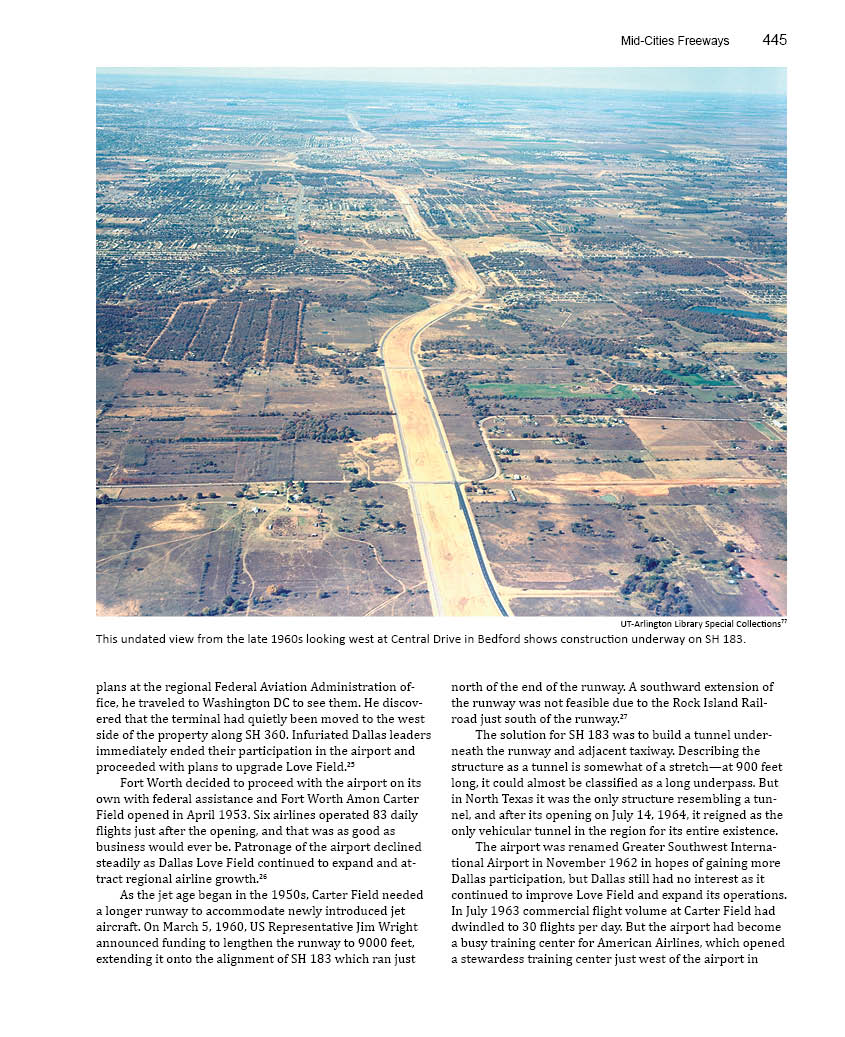 Mid-Cities Freeways 445
UT-Arlington Library Special Collections⁷⁷
This undated view from the late 1960s looking west at Central Drive in Bedford shows construction underway on SH 183.
plans at the regional Federal Aviation Administration of-
fice, he traveled to Washington DC to see them. He discov-
ered that the terminal had quietly been moved to the west
side of the property along SH 360. Infuriated Dallas leaders
immediately ended their participation in the airport and
proceeded with plans to upgrade Love Field.²⁵
Fort Worth decided to proceed with the airport on its
own with federal assistance and Fort Worth Amon Carter
Field opened in April 1953. Six airlines operated 83 daily
flights just after the opening, and that was as good as
business would ever be. Patronage of the airport declined
steadily as Dallas Love Field continued to expand and at-
tract regional airline growth.²⁶
As the jet age began in the 1950s, Carter Field needed
a longer runway to accommodate newly introduced jet
aircraft. On March 5, 1960, US Representative Jim Wright
announced funding to lengthen the runway to 9000 feet,
extending it onto the alignment of SH 183 which ran just
north of the end of the runway. A southward extension of
the runway was not feasible due to the Rock Island Rail-
road just south of the runway.²⁷
The solution for SH 183 was to build a tunnel under-
neath the runway and adjacent taxiway. Describing the
structure as a tunnel is somewhat of a stretch—at 900 feet
long, it could almost be classified as a long underpass. But
in North Texas it was the only structure resembling a tun-
nel, and after its opening on July 14, 1964, it reigned as the
only vehicular tunnel in the region for its entire existence.
The airport was renamed Greater Southwest Interna-
tional Airport in November 1962 in hopes of gaining more
Dallas participation, but Dallas still had no interest as it
continued to improve Love Field and expand its operations.
In July 1963 commercial flight volume at Carter Field had
dwindled to 30 flights per day. But the airport had become
a busy training center for American Airlines, which opened
a stewardess training center just west of the airport in